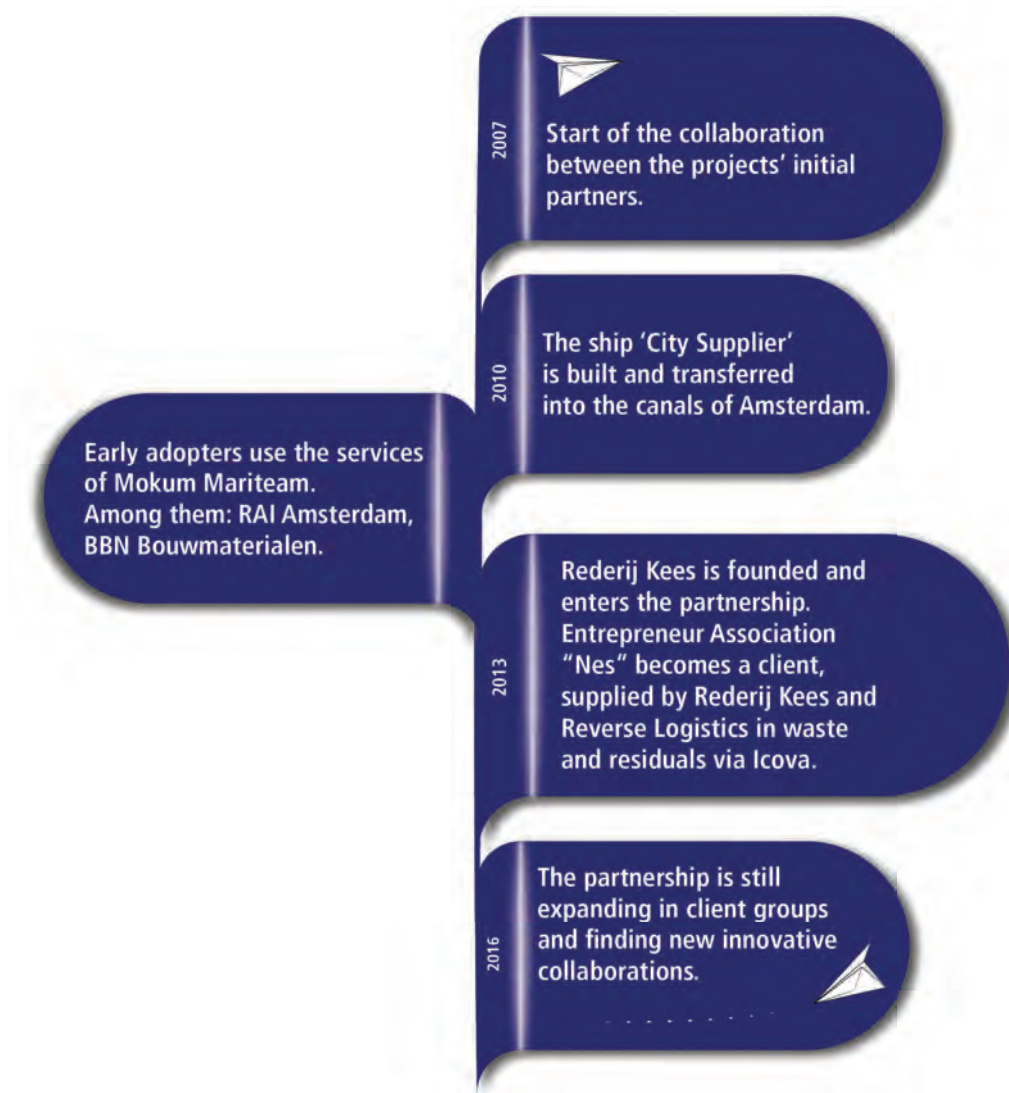 2007
Start of the collaboration
between the projects’ initial
partners.
2010
The ship ‘City Supplier’
is built and transferred
into the canals of Amsterdam.
Early adopters use the services
of Mokum Mariteam.
Among them: RAI Amsterdam,
BBN Bouwmaterialen.
2013
Rederij Kees is founded and
enters the partnership.
Entrepreneur Association
“Nes” becomes a client,
supplied by Rederij Kees and
Reverse Logistics in waste
and residuals via Icova.
2016
The partnership is still
expanding in client groups
and finding new innovative
collaborations.